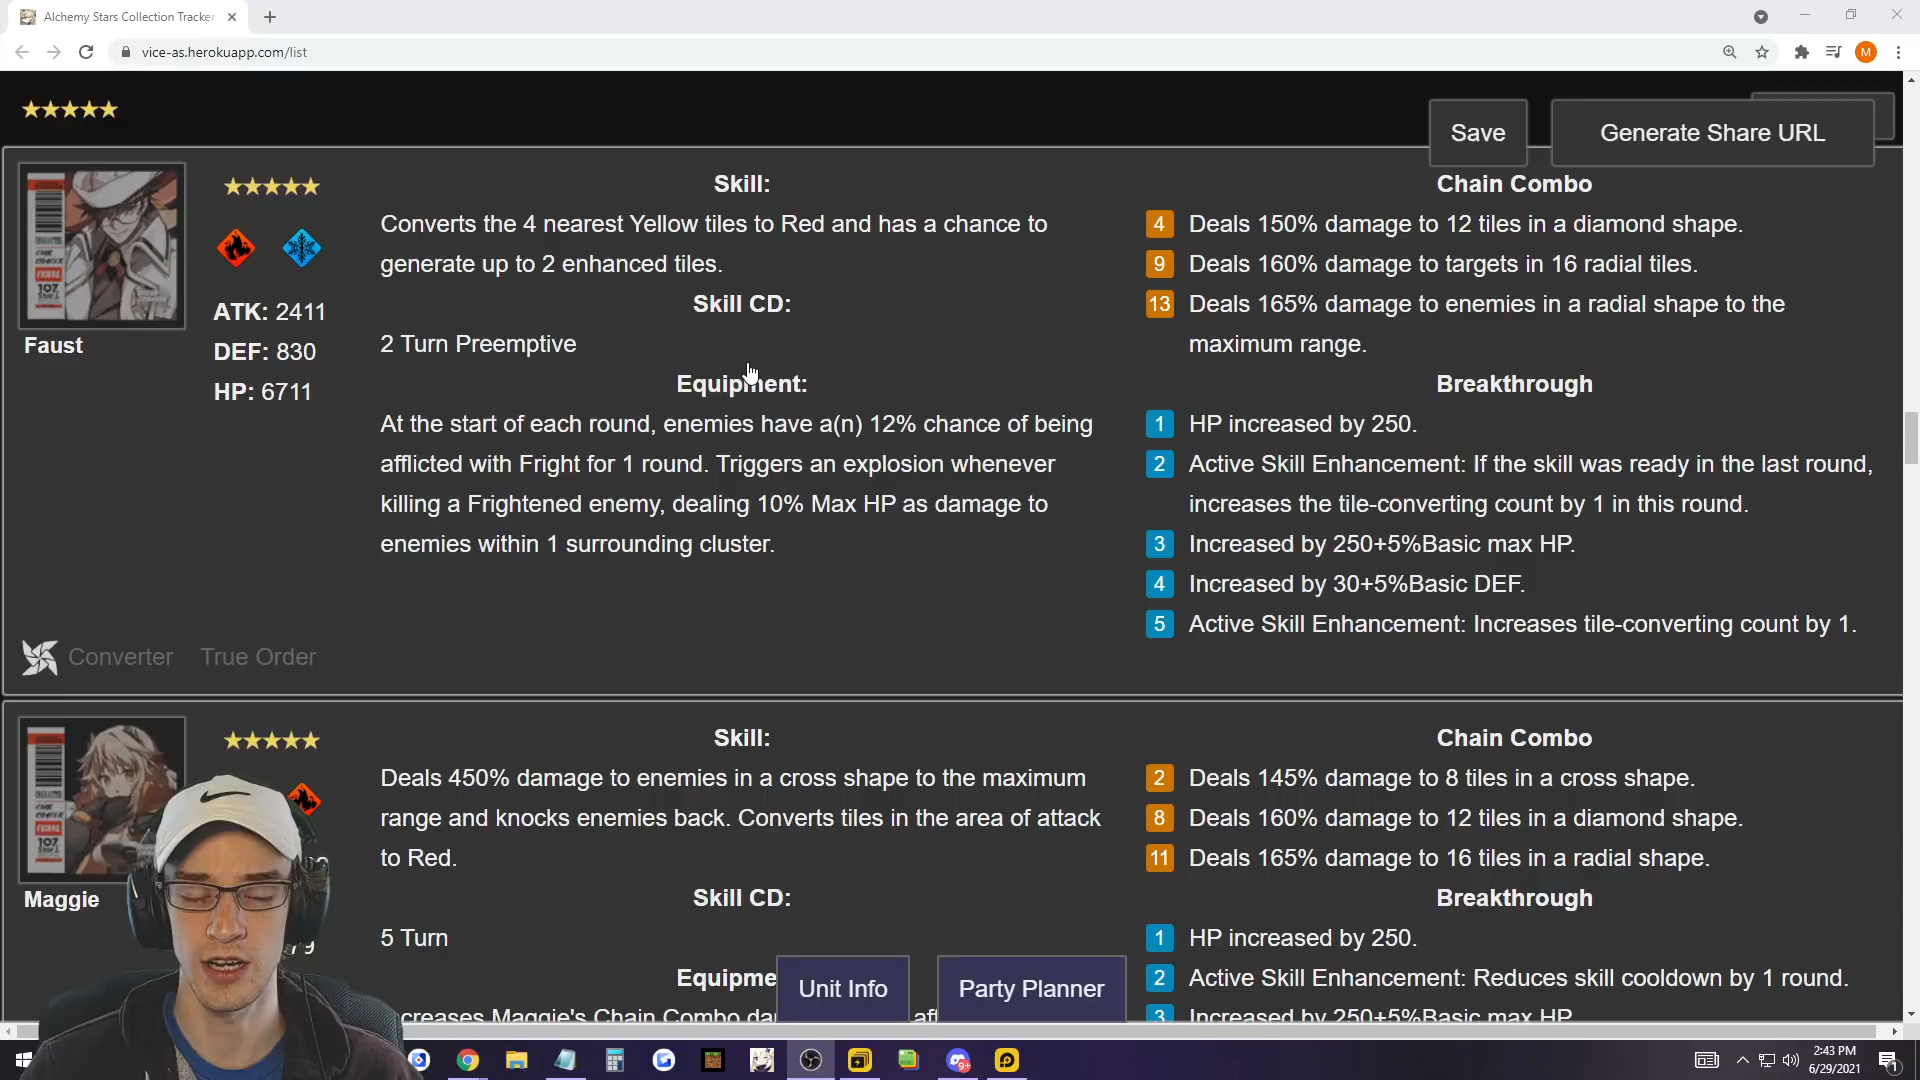 Alchemy Stars Collection Tracker
vice-as.herokuapp.com/list
M
Save
Generate Share URL
Faust
ATK: 2411
DEF: 830
HP: 6711
Converter True Order
Skill:
Converts the 4 nearest Yellow tiles to Red and has a chance to
generate up to 2 enhanced tiles.
Skill CD:
2 Turn Preemptive
Equipment:
At the start of each round, enemies have a(n) 12% chance of being
afflicted with Fright for 1 round. Triggers an explosion whenever
killing a Frightened enemy, dealing 10% Max HP as damage to
enemies within 1 surrounding cluster.
Chain Combo
4 Deals 150% damage to 12 tiles in a diamond shape.
9 Deals 160% damage to targets in 16 radial tiles.
13 Deals 165% damage to enemies in a radial shape to the
maximum range.
Breakthrough
1 HP increased by 250.
2 Active Skill Enhancement: If the skill was ready in the last round,
increases the tile-converting count by 1 in this round.
3 Increased by 250+5%Basic max HP.
4 Increased by 30+5%Basic DEF.
5 Active Skill Enhancement: Increases tile-converting count by 1.
Maggie
Skill:
Deals 450% damage to enemies in a cross shape to the maximum
range and knocks enemies back. Converts tiles in the area of attack
to Red.
Skill CD:
5 Turn
Equipme
creases Maggie's Chain Combo da
Chain Combo
2 Deals 145% damage to 8 tiles in a cross shape.
8 Deals 160% damage to 12 tiles in a diamond shape.
11 Deals 165% damage to 16 tiles in a radial shape.
Breakthrough
1 HP increased by 250.
2 Active Skill Enhancement: Reduces skill cooldown by 1 round.
3 Increased by 250+5%Basic max HP
Unit Info
Party Planner
2:43 PM
6/29/2021